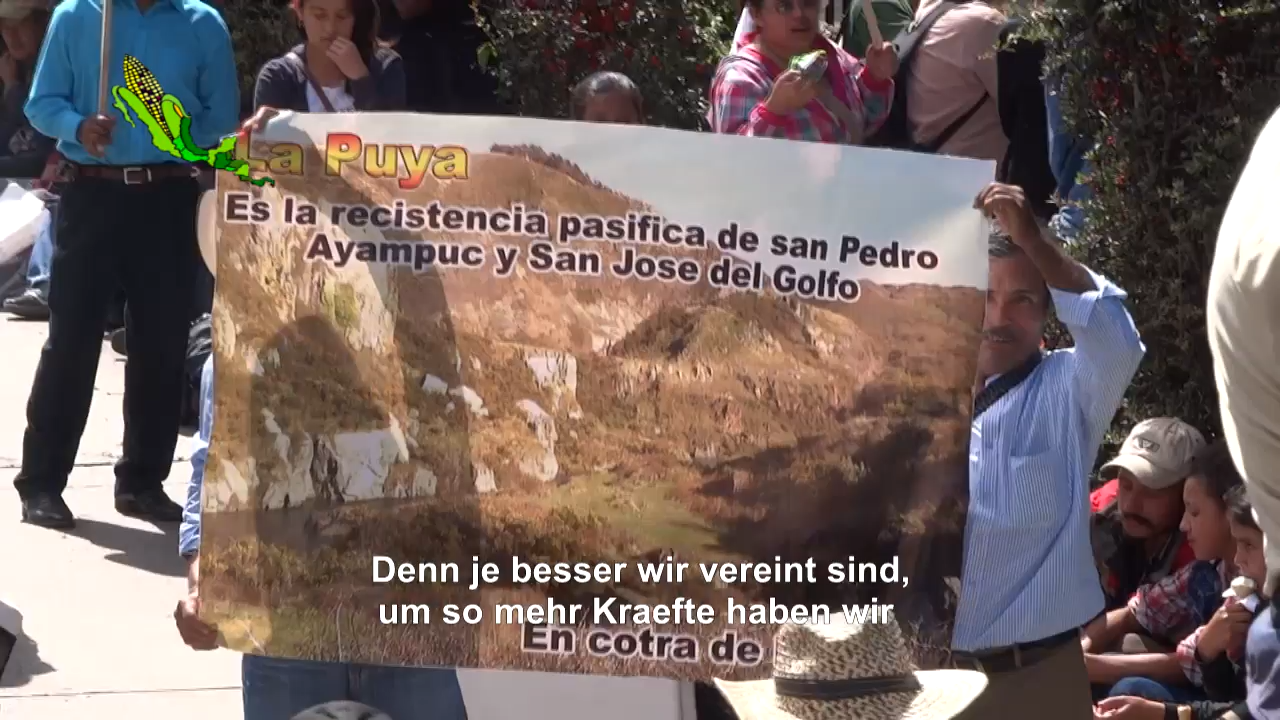 La Puya
Es la recistencia pasifica de san Pedro
Ayampuc y San Jose del Golfo
Denn je besser wir vereint sind,
um so mehr Kraefte haben wir
En cotra de